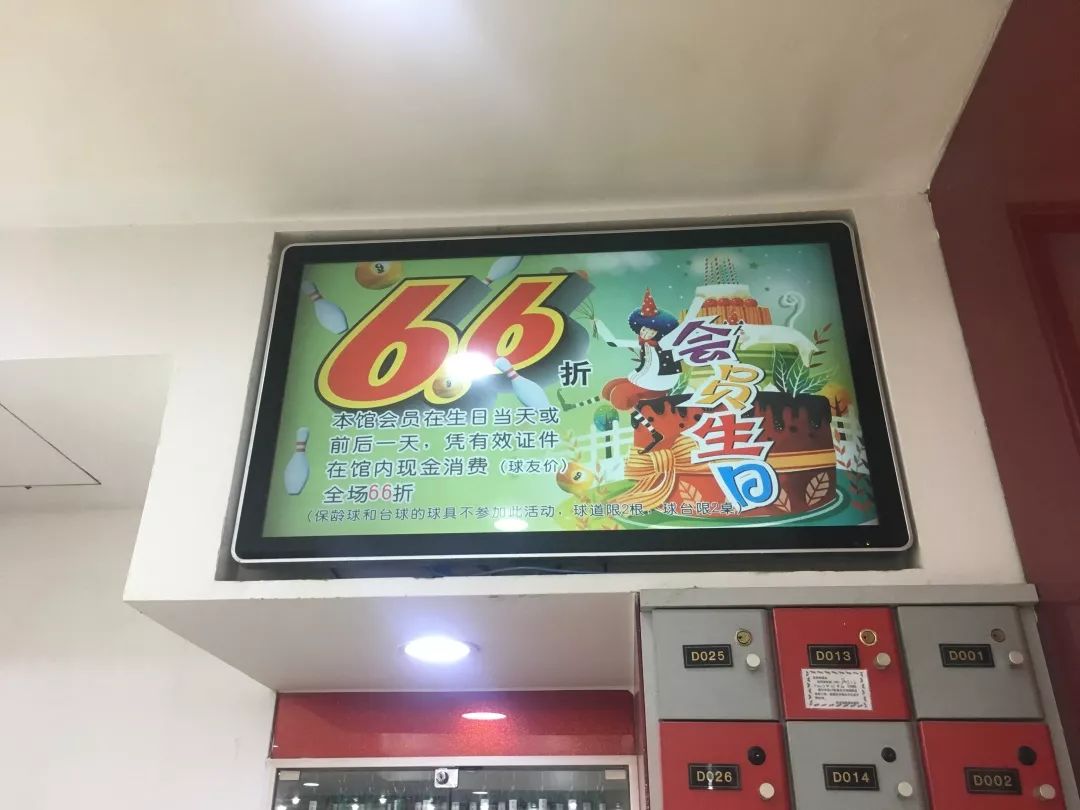 6.6折
会员生日
本馆会员在生日当天或
前后一天，凭有效证件
在馆内现金消费（球友价）
全场66折
（保龄球和台球的球具不参加此活动，球道限2根，球台限2桌）
D025
D013
D001
D026
D014
D002